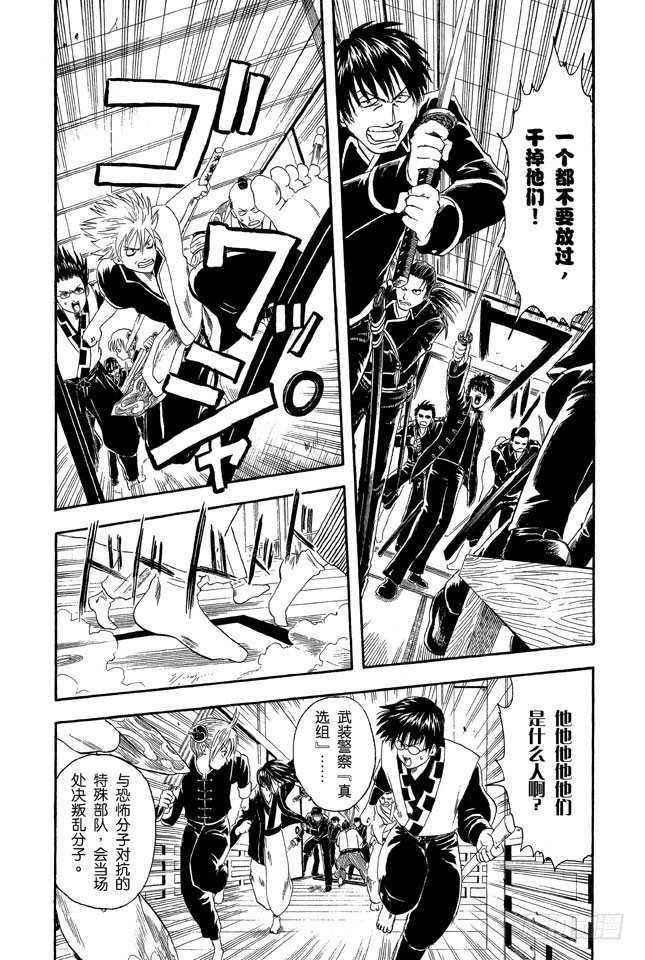 一个都不要放过，
干掉他们！
ゴ
ワ
シャ
ワ
ドドドド
他他他他他们
是什么人啊？
武装警察『真
选组』……
与恐怖分子对抗的
特殊部队，会当场
处决叛乱分子。